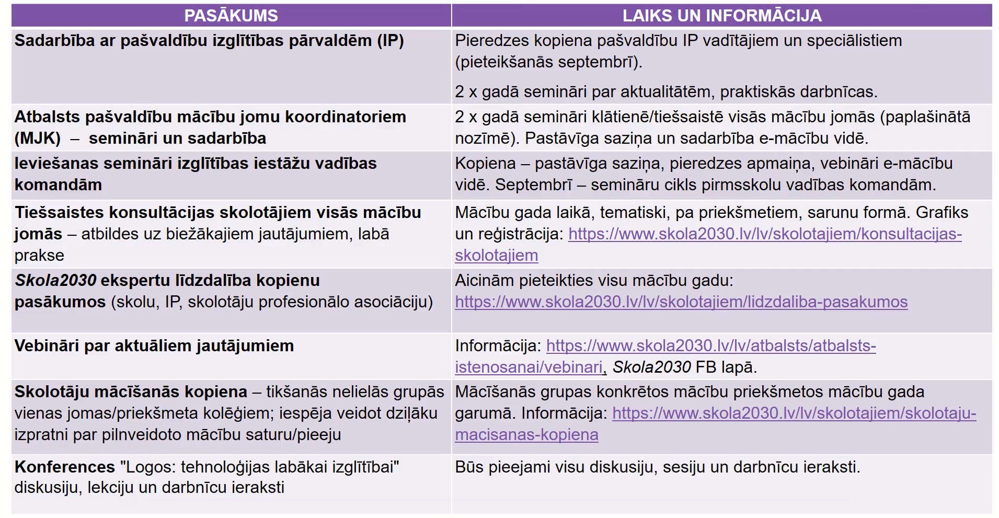 PASĀKUMS
LAIKS UN INFORMĀCIJA
Sadarbība ar pašvaldību izglītības pārvaldēm (IP)
Pieredzes kopiena pašvaldību IP vadītājiem un speciālistiem
(pieteikšanās septembrī).
2 x gadā semināri par aktualitātēm, praktiskās darbnīcas.
Atbalsts pašvaldību mācību jomu koordinatoriem
(MJK) – semināri un sadarbība
2 x gadā semināri klātienē/tiešsaistē visās mācību jomās (paplašinātā
nozīmē). Pastāvīga saziņa un sadarbība e-mācību vidē.
Ieviešanas semināri izglītības iestāžu vadības
komandām
Kopiena – pastāvīga saziņa, pieredzes apmaiņa, vebināri e-mācību
vidē. Septembrī – semināru cikls pirmsskolu vadības komandām.
Tiešsaistes konsultācijas skolotājiem visās mācību
jomās – atbildes uz biežākajiem jautājumiem, labā
prakse
Mācību gada laikā, tematiski, pa priekšmetiem, sarunu formā. Grafiks
un reģistrācija: https://www.skola2030.lv/lv/skolotajiem/konsultacijas-
skolotajiem
Skola2030 ekspertu līdzdalība kopienu
pasākumos (skolu, IP, skolotāju profesionālo asociāciju)
Aicinām pieteikties visu mācību gadu:
https://www.skola2030.lv/lv/skolotajiem/lidzdaliba-pasakumos
Vebināri par aktuāliem jautājumiem
Informācija: https://www.skola2030.lv/lv/atbalsts/atbalsts-
istenosanai/vebinari, Skola2030 FB lapā.
Skolotāju mācīšanās kopiena – tikšanās nelielās grupās
vienas jomas/priekšmeta kolēģiem; iespēja veidot dziļāku
izpratni par pilnveidoto mācību saturu/pieeju
Mācīšanās grupas konkrētos mācību priekšmetos mācību gada
garumā. Informācija: https://www.skola2030.lv/lv/skolotajiem/skolotaju-
macisanas-kopiena
Konferences "Logos: tehnoloģijas labākai izglītībai"
diskusiju, lekciju un darbnīcu ieraksti
Būs pieejami visu diskusiju, sesiju un darbnīcu ieraksti.